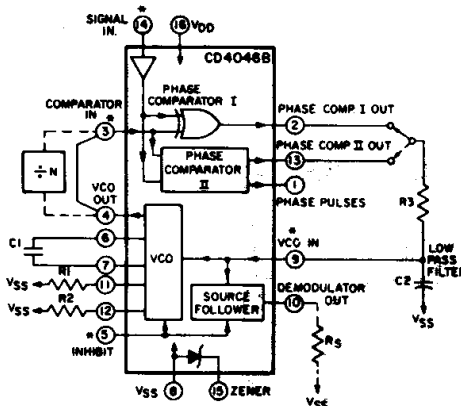 *
SIGNAL IN.
14
16
VDD
CD4046B
PHASE COMPARATOR I
COMPARATOR IN
*
3
2
PHASE COMP I OUT
PHASE COMP II OUT
13
÷N
PHASE COMPARATOR II
1
PHASE PULSES
VCO OUT
4
R3
C1
6
VCO
*
VCO IN
9
LOW PASS FILTER
7
C2
VSS
R1
11
SOURCE FOLLOWER
DEMODULATOR OUT
10
VSS
R2
12
VSS
*
5
INHIBIT
RS
VSS
8
15
ZENER
VSS